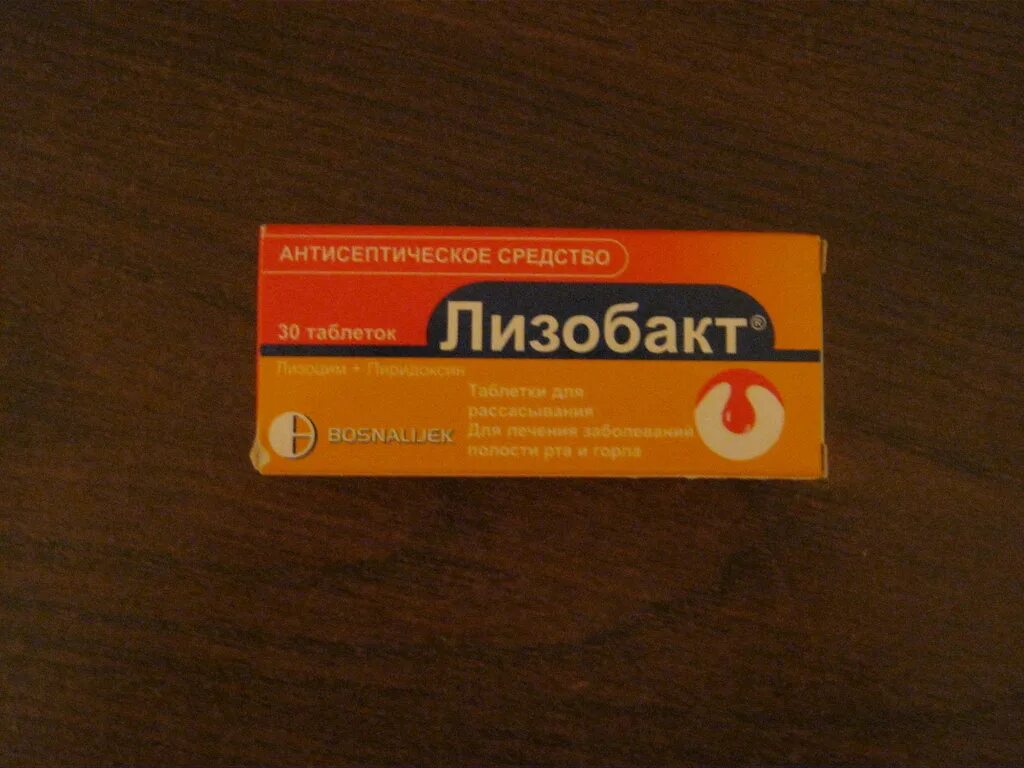 АНТИСЕПТИЧЕСКОЕ СРЕДСТВО
30 таблеток
Лизобакт®
Лизоцим + Пиридоксин
Таблетки для
рассасывания
Для лечения заболеваний
полости рта и горла
BOSNALIJEK